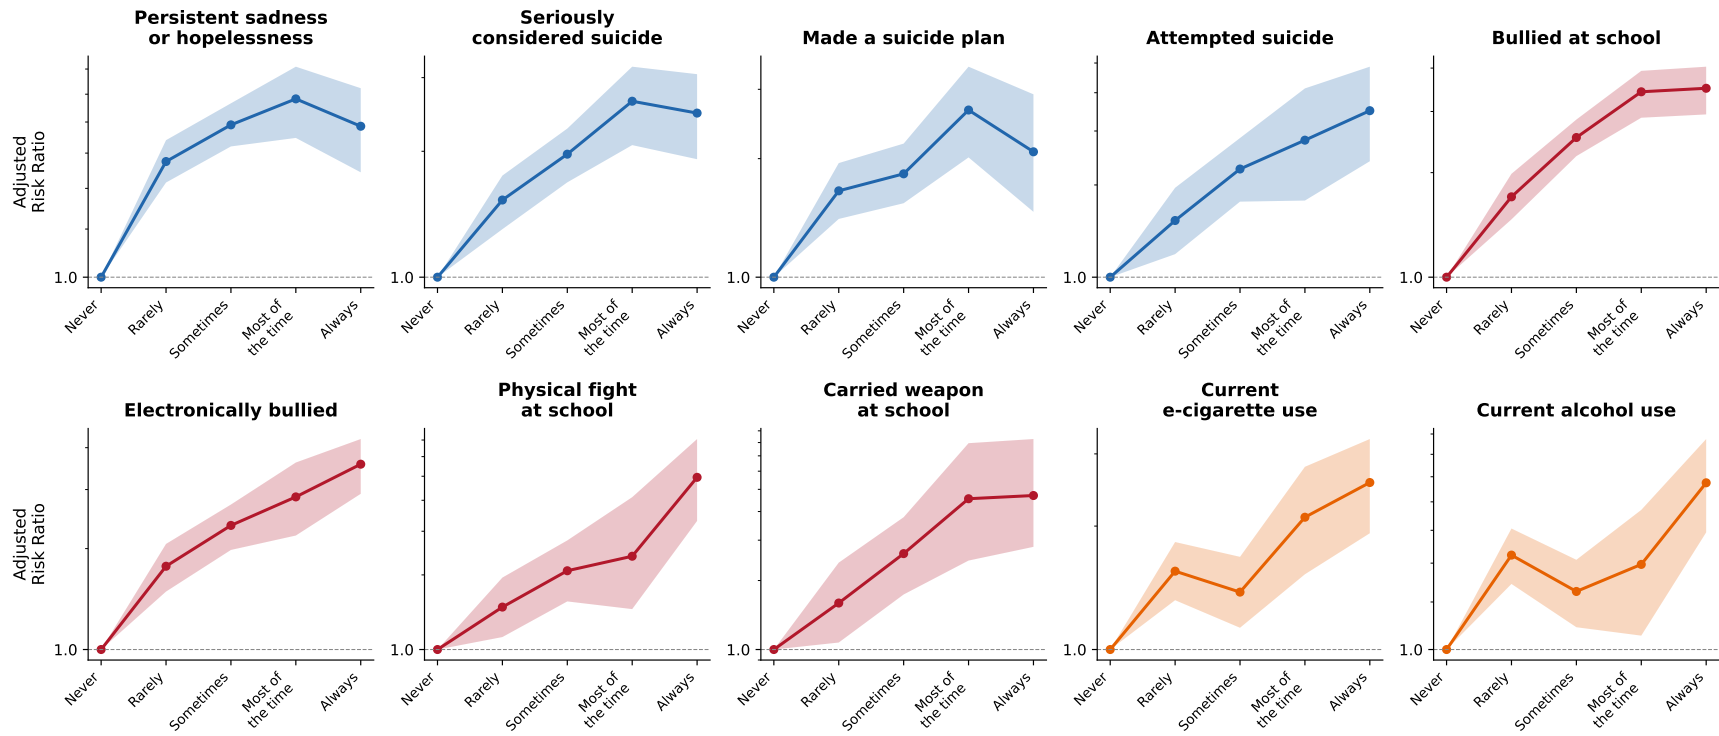 Persistent sadness
or hopelessness
Seriously
considered suicide
Made a suicide plan
Attempted suicide
Bullied at school
Adjusted
Risk Ratio
1.0
1.0
1.0
1.0
1.0
Never
Rarely
Sometimes
Most of
the time
Always
Never
Rarely
Sometimes
Most of
the time
Always
Never
Rarely
Sometimes
Most of
the time
Always
Never
Rarely
Sometimes
Most of
the time
Always
Never
Rarely
Sometimes
Most of
the time
Always
Electronically bullied
Physical fight
at school
Carried weapon
at school
Current
e-cigarette use
Current alcohol use
Adjusted
Risk Ratio
1.0
1.0
1.0
1.0
1.0
Never
Rarely
Sometimes
Most of
the time
Always
Never
Rarely
Sometimes
Most of
the time
Always
Never
Rarely
Sometimes
Most of
the time
Always
Never
Rarely
Sometimes
Most of
the time
Always
Never
Rarely
Sometimes
Most of
the time
Always